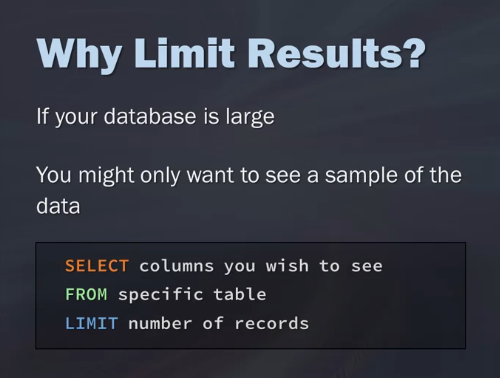 Why Limit Results?
If your database is large
You might only want to see a sample of the
data
SELECT columns you wish to see
FROM specific table
LIMIT number of records